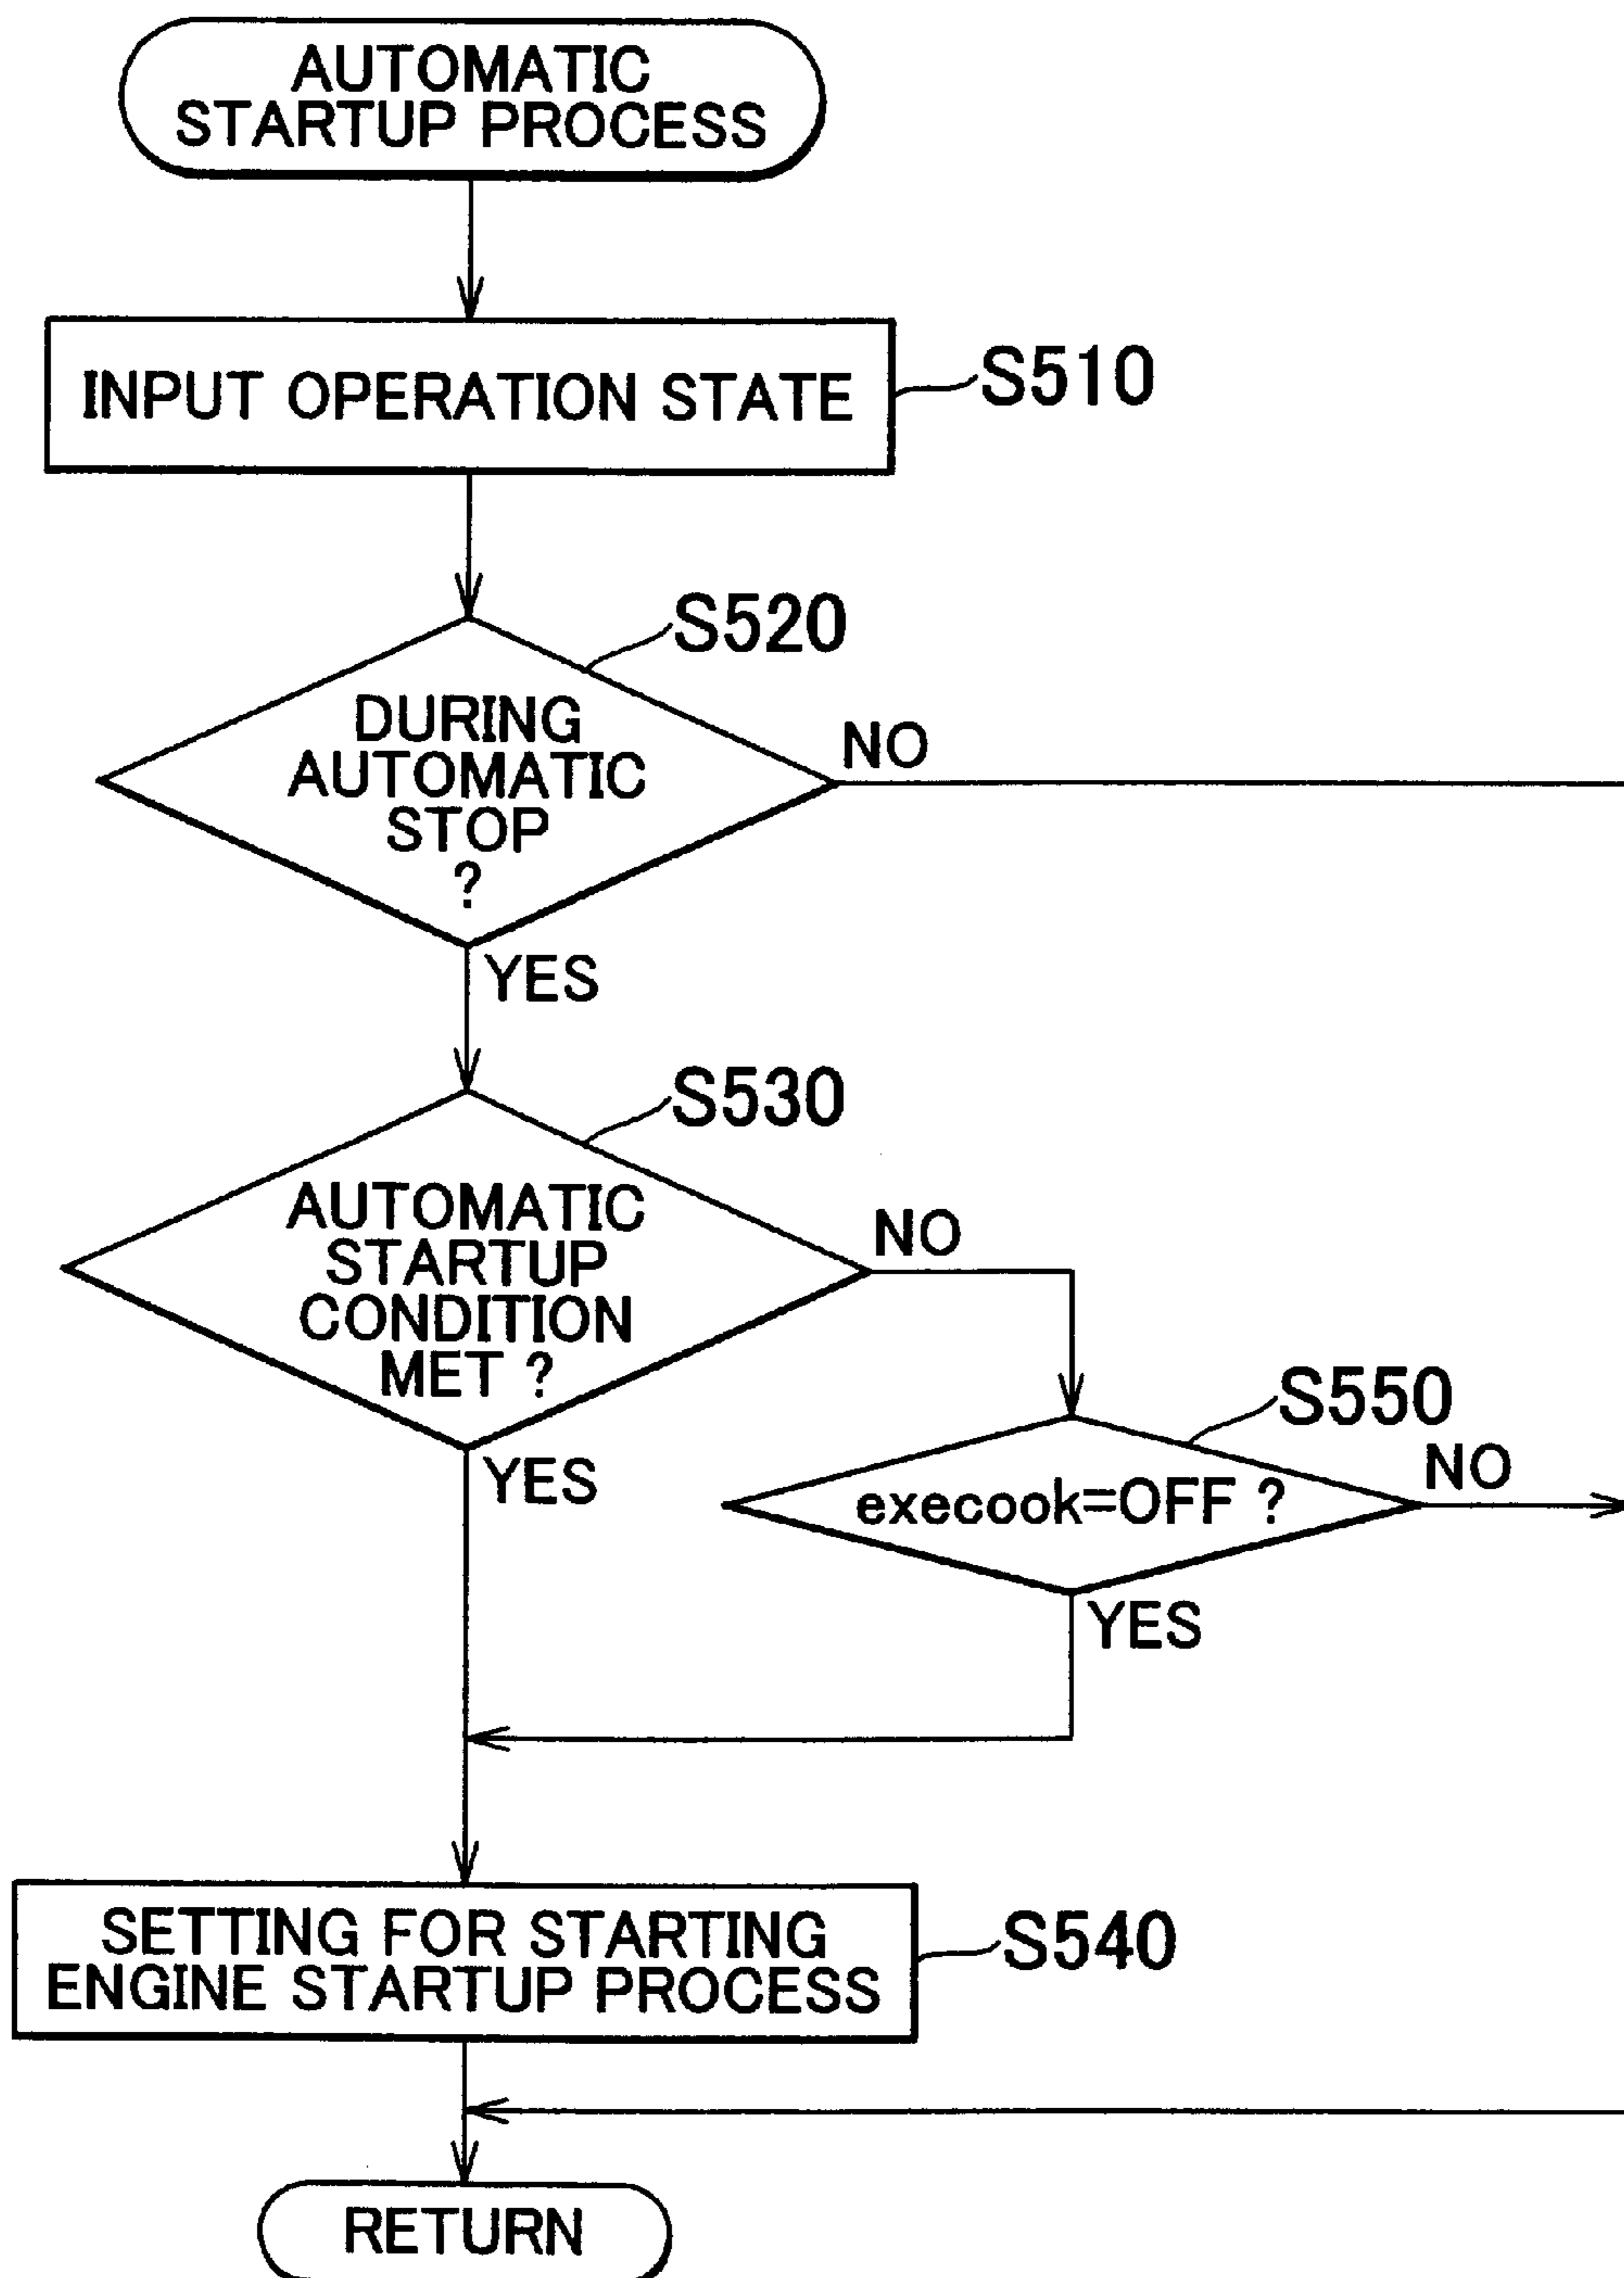 AUTOMATIC
STARTUP PROCESS
INPUT OPERATION STATE
S510
S520
DURING
AUTOMATIC
STOP
?
NO
YES
S530
AUTOMATIC
STARTUP
CONDITION
MET ?
NO
YES
S550
execook=OFF ?
NO
YES
SETTING FOR STARTING
ENGINE STARTUP PROCESS
S540
RETURN